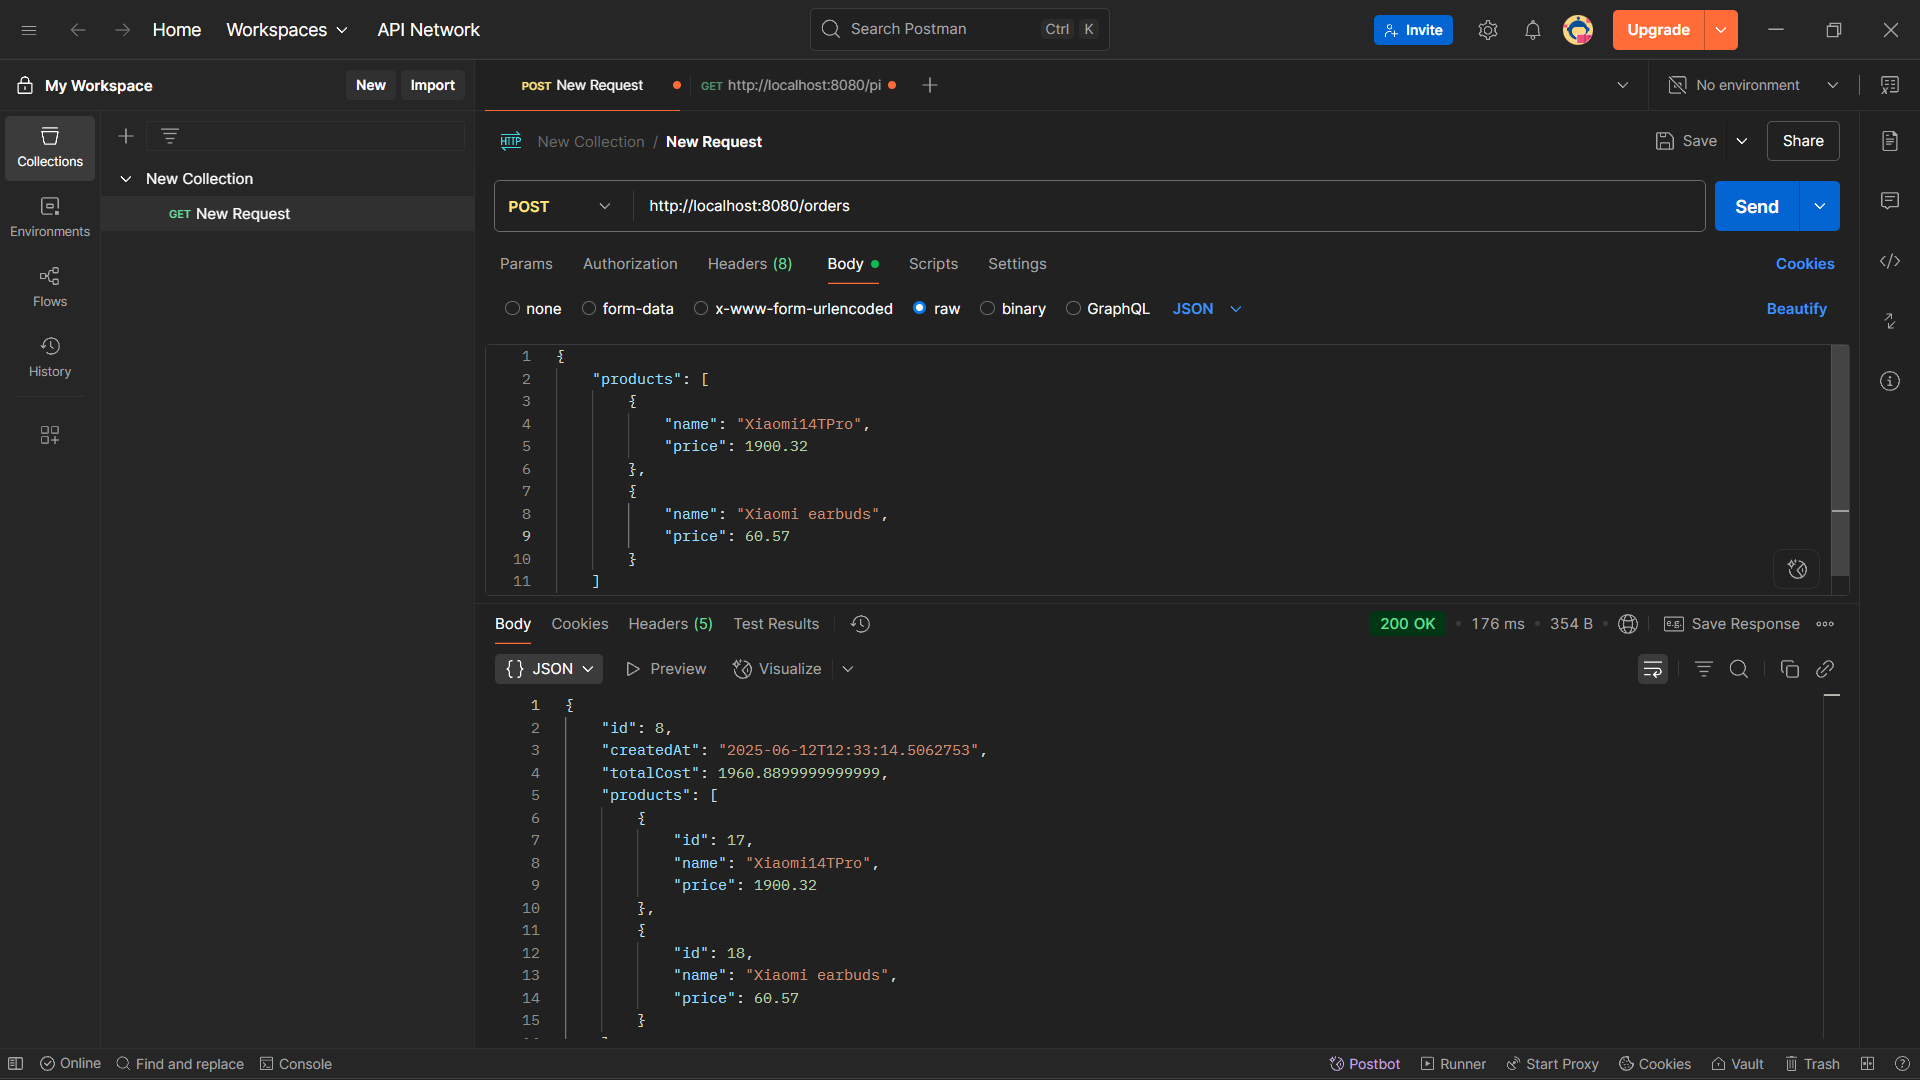 Home Workspaces API Network Search Postman Ctrl K Invite Upgrade
My Workspace New Import POST New Request GET http://localhost:8080/pi No environment
Collections
Environments
Flows
History
New Collection
GET New Request
HTTP New Collection / New Request Save Share
POST http://localhost:8080/orders Send
Params Authorization Headers (8) Body Scripts Settings Cookies
none form-data x-www-form-urlencoded raw binary GraphQL JSON Beautify
1 {
2 "products": [
3 {
4 "name": "Xiaomi14TPro",
5 "price": 1900.32
6 },
7 {
8 "name": "Xiaomi earbuds",
9 "price": 60.57
10 }
11 ]
Body Cookies Headers (5) Test Results 200 OK • 176 ms • 354 B • e.g. Save Response
{} JSON Preview Visualize
1 {
2 "id": 8,
3 "createdAt": "2025-06-12T12:33:14.5062753",
4 "totalCost": 1960.8899999999999,
5 "products": [
6 {
7 "id": 17,
8 "name": "Xiaomi14TPro",
9 "price": 1900.32
10 },
11 {
12 "id": 18,
13 "name": "Xiaomi earbuds",
14 "price": 60.57
15 }
Online Find and replace Console Postbot Runner Start Proxy Cookies Vault Trash